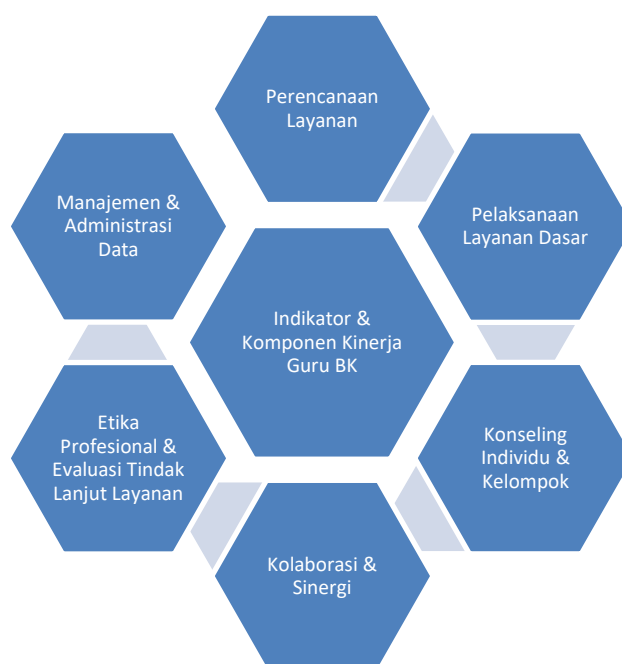 Perencanaan
Layanan
Pelaksanaan
Layanan Dasar
Konseling
Individu &
Kelompok
Kolaborasi &
Sinergi
Etika
Profesional &
Evaluasi Tindak
Lanjut Layanan
Manajemen &
Administrasi
Data
Indikator &
Komponen Kinerja
Guru BK